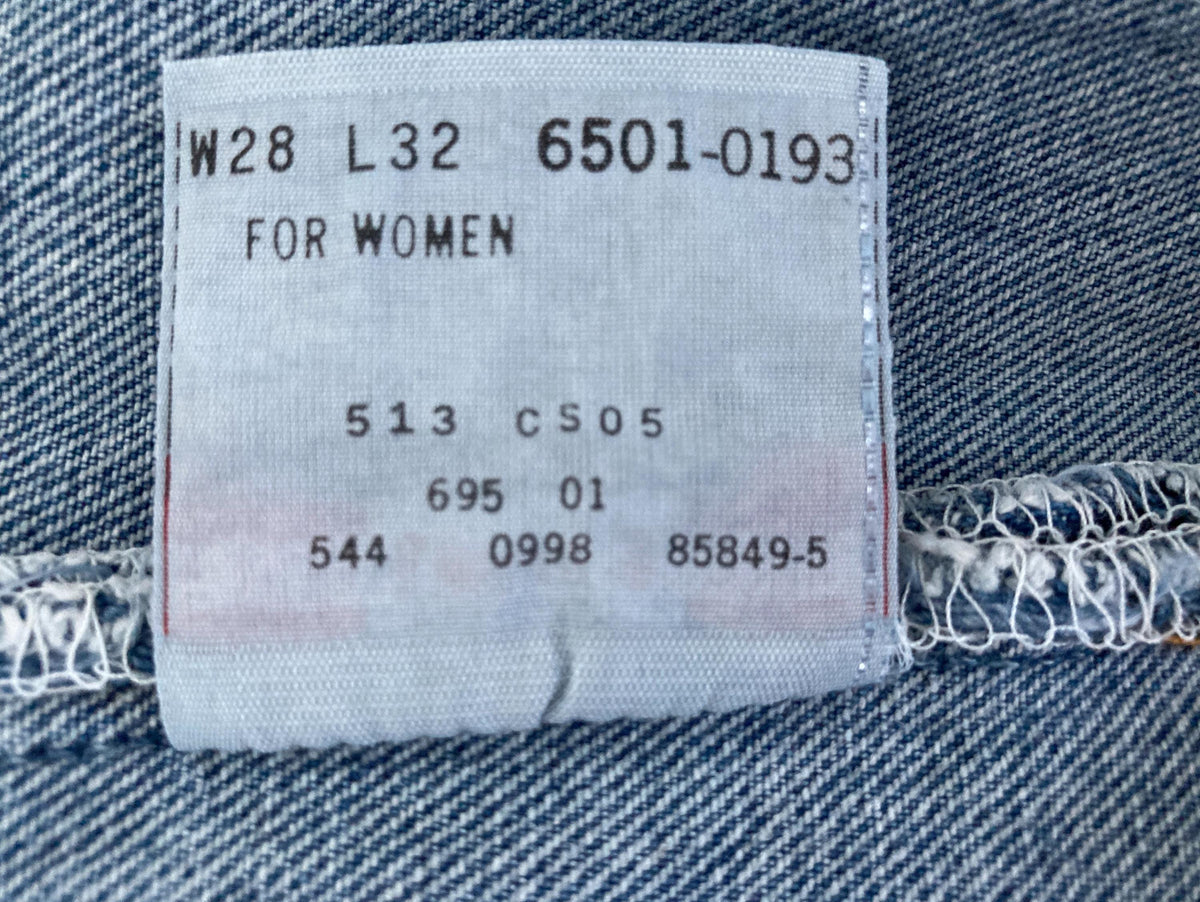 W28 L32 6501-0193
FOR WOMEN
513 CS05
695 01
544 0998 85849-5